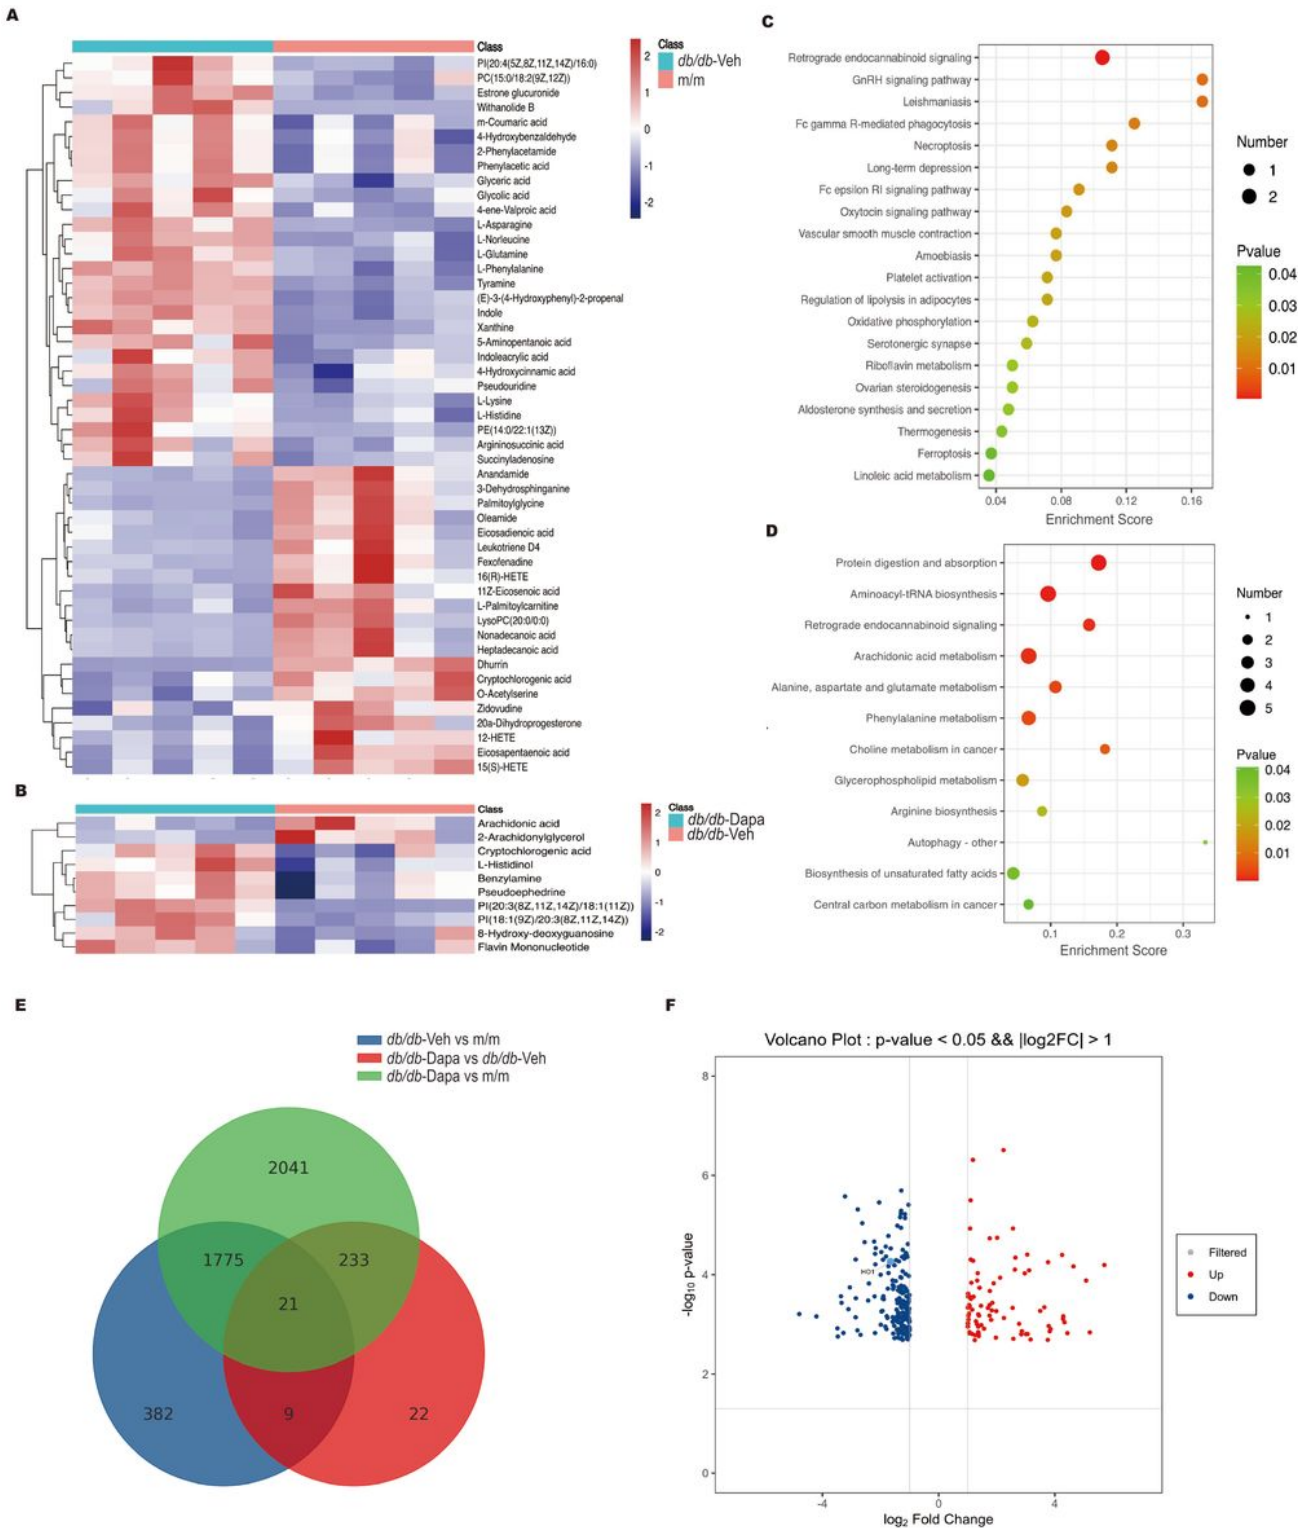 A
Class
PI(20:4(5Z,8Z,11Z,14Z)/16:0)
PC(15:0/18:2(9Z,12Z))
Estrone glucuronide
Withanolide B
m-Coumaric acid
4-Hydroxybenzaldehyde
2-Phenylacetamide
Phenylacetic acid
Glyceric acid
Glycolic acid
4-ene-Valproic acid
L-Asparagine
L-Norleucine
L-Glutamine
L-Phenylalanine
Tyramine
(E)-3-(4-Hydroxyphenyl)-2-propenal
Indole
Xanthine
5-Aminopentanoic acid
Indoleacrylic acid
4-Hydroxycinnamic acid
Pseudouridine
L-Lysine
L-Histidine
PE(14:0/22:1(13Z))
Argininosuccinic acid
Succinyladenosine
Anandamide
3-Dehydrosphinganine
Palmitoylglycine
Oleamide
Eicosadienoic acid
Leukotriene D4
Fexofenadine
16(R)-HETE
11Z-Eicosenoic acid
L-Palmitoylcarnitine
LysoPC(20:0/0:0)
Nonadecanoic acid
Heptadecanoic acid
Dhurrin
Cryptochlorogenic acid
O-Acetylserine
Zidovudine
20a-Dihydroprogesterone
12-HETE
Eicosapentaenoic acid
15(S)-HETE
2
1
0
-1
-2
Class
db/db-Veh
m/m
B
Class
Arachidonic acid
2-Arachidonylglycerol
Cryptochlorogenic acid
L-Histidinol
Benzylamine
Pseudoephedrine
PI(20:3(8Z,11Z,14Z)/18:1(11Z))
PI(18:1(9Z)/20:3(8Z,11Z,14Z))
8-Hydroxy-deoxyguanosine
Flavin Mononucleotide
2
1
0
-1
-2
Class
db/db-Dapa
db/db-Veh
C
Retrograde endocannabinoid signaling
GnRH signaling pathway
Leishmaniasis
Fc gamma R-mediated phagocytosis
Necroptosis
Long-term depression
Fc epsilon RI signaling pathway
Oxytocin signaling pathway
Vascular smooth muscle contraction
Amoebiasis
Platelet activation
Regulation of lipolysis in adipocytes
Oxidative phosphorylation
Serotonergic synapse
Riboflavin metabolism
Ovarian steroidogenesis
Aldosterone synthesis and secretion
Thermogenesis
Ferroptosis
Linoleic acid metabolism
0.04 0.08 0.12 0.16
Enrichment Score
Number
1
2
Pvalue
0.04
0.03
0.02
0.01
D
Protein digestion and absorption
Aminoacyl-tRNA biosynthesis
Retrograde endocannabinoid signaling
Arachidonic acid metabolism
Alanine, aspartate and glutamate metabolism
Phenylalanine metabolism
Choline metabolism in cancer
Glycerophospholipid metabolism
Arginine biosynthesis
Autophagy - other
Biosynthesis of unsaturated fatty acids
Central carbon metabolism in cancer
0.1 0.2 0.3
Enrichment Score
Number
1
2
3
4
5
Pvalue
0.04
0.03
0.02
0.01
E
db/db-Veh vs m/m
db/db-Dapa vs db/db-Veh
db/db-Dapa vs m/m
2041
1775
233
21
382
9
22
F
Volcano Plot : p-value < 0.05 && |log2FC| > 1
8
6
4
2
0
-log10 p-value
HO1
-4 0 4
log2 Fold Change
Filtered
Up
Down